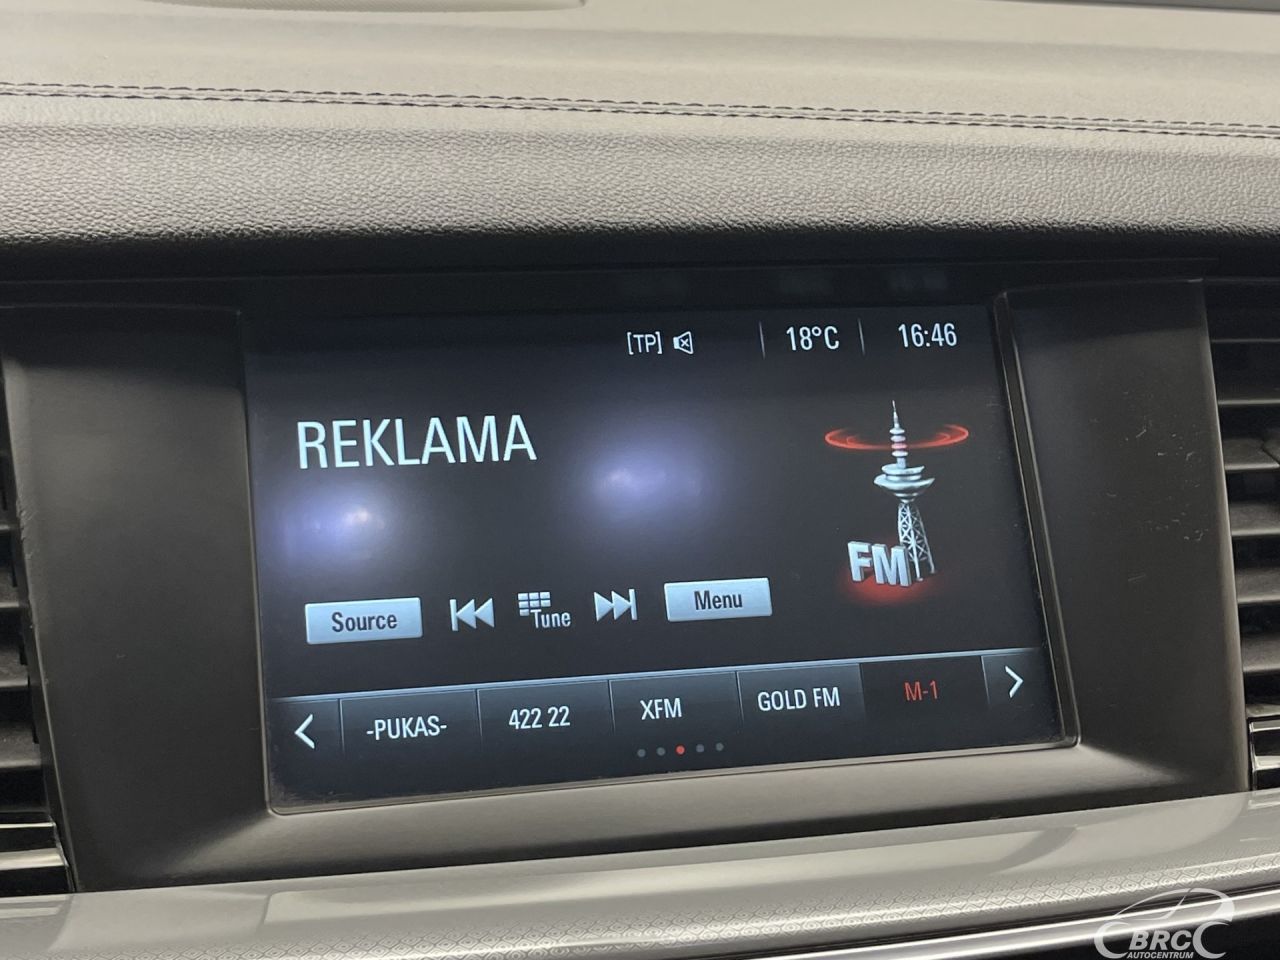 [TP] 18°C 16:46
REKLAMA
FM
Source Tune Menu
-PUKAS- 422 22 XFM GOLD FM M-1
BRC
AUTOCENTRUM